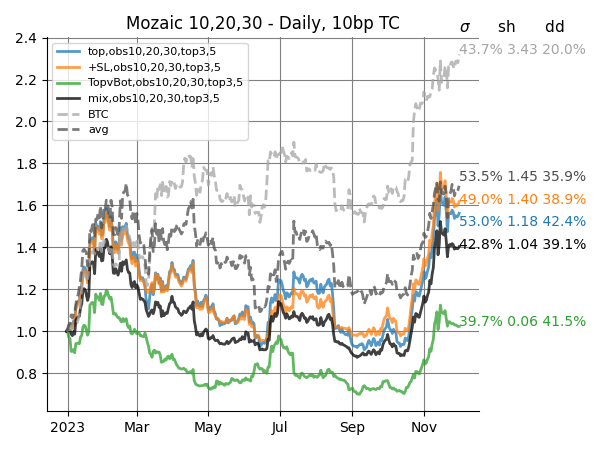 Mozaic 10,20,30 - Daily, 10bp TC
σ sh dd
2.4
2.2
2.0
1.8
1.6
1.4
1.2
1.0
0.8
top,obs10,20,30,top3,5
+SL,obs10,20,30,top3,5
TopvBot,obs10,20,30,top3,5
mix,obs10,20,30,top3,5
BTC
avg
43.7% 3.43 20.0%
53.5% 1.45 35.9%
49.0% 1.40 38.9%
53.0% 1.18 42.4%
42.8% 1.04 39.1%
39.7% 0.06 41.5%
2023 Mar May Jul Sep Nov